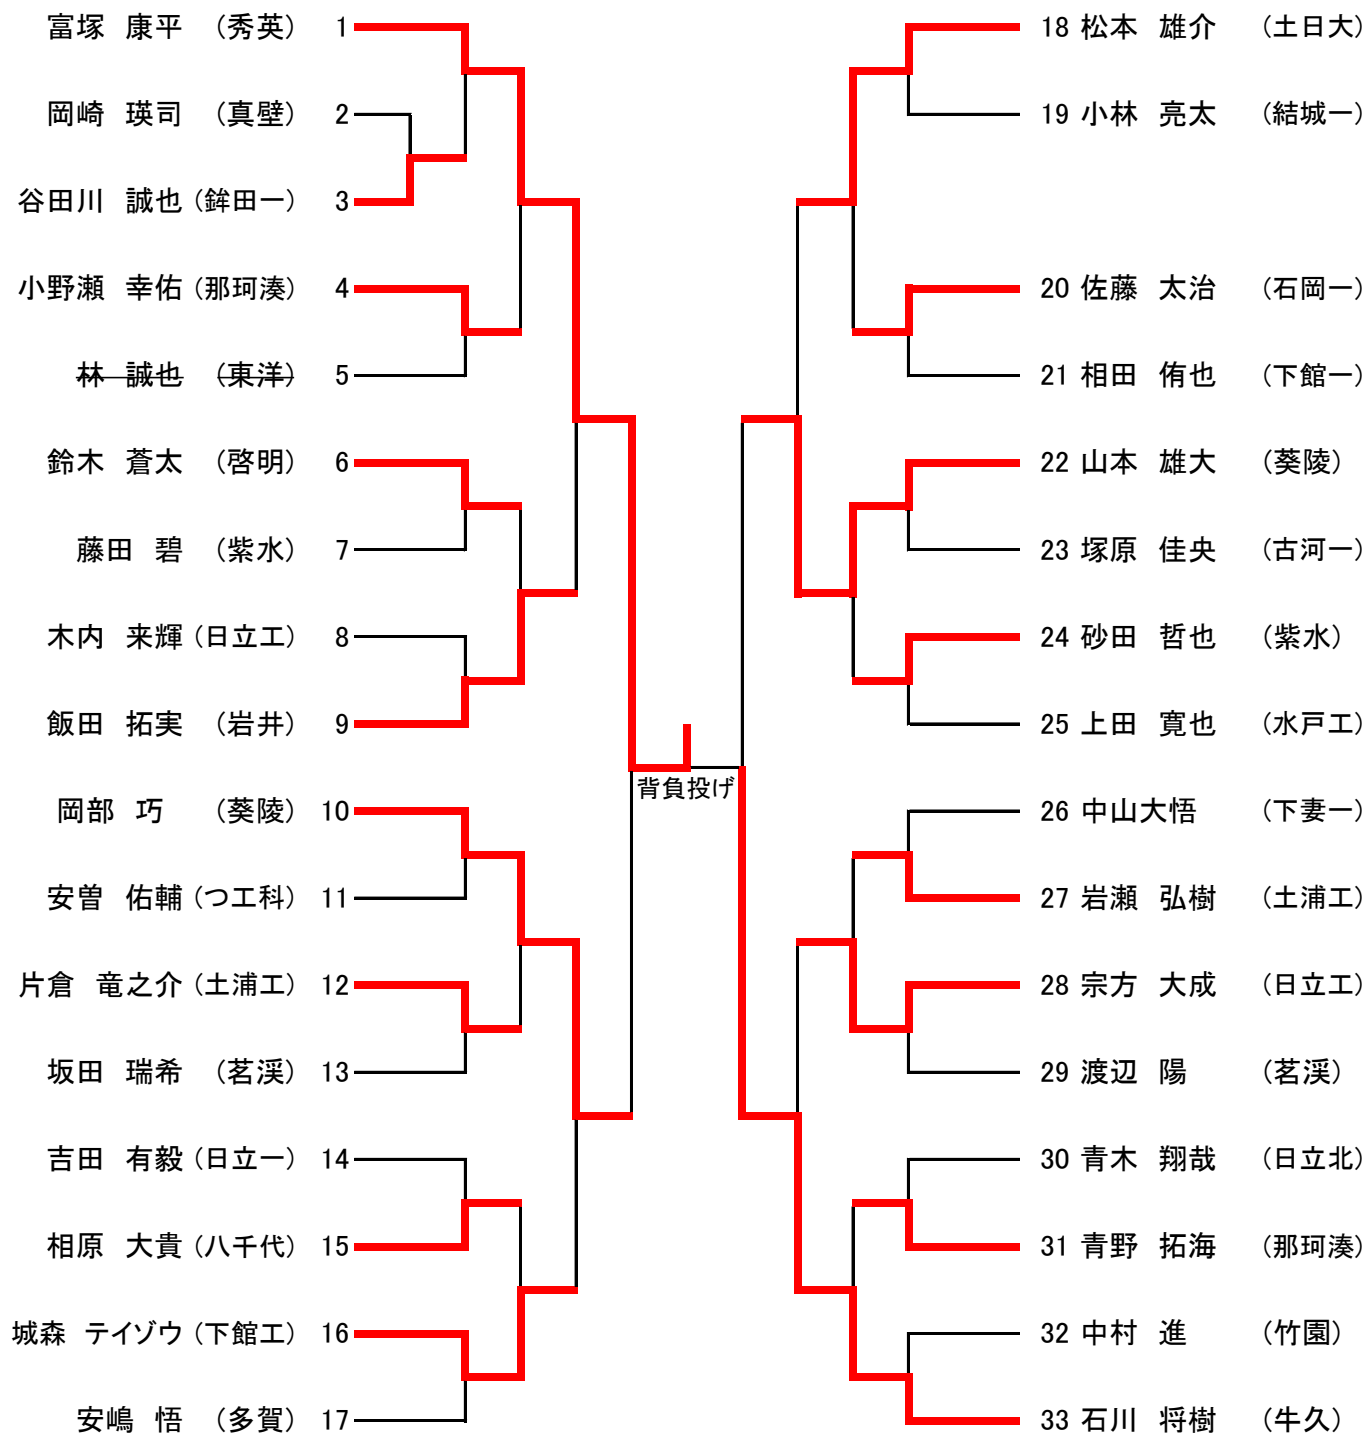 富塚 康平 (秀英) 1
岡崎 瑛司 (真壁) 2
谷田川 誠也 (鉾田一) 3
小野瀬 幸佑 (那珂湊) 4
林 誠也 (東洋) 5
鈴木 蒼太 (啓明) 6
藤田 碧 (紫水) 7
木内 来輝 (日立工) 8
飯田 拓実 (岩井) 9
岡部 巧 (葵陵) 10
安曽 佑輔 (つ工科) 11
片倉 竜之介 (土浦工) 12
坂田 瑞希 (茗渓) 13
吉田 有毅 (日立一) 14
相原 大貴 (八千代) 15
城森 テイゾウ (下館工) 16
安嶋 悟 (多賀) 17
背負投げ
18 松本 雄介 (土日大)
19 小林 亮太 (結城一)
20 佐藤 太治 (石岡一)
21 相田 侑也 (下館一)
22 山本 雄大 (葵陵)
23 塚原 佳央 (古河一)
24 砂田 哲也 (紫水)
25 上田 寛也 (水戸工)
26 中山大悟 (下妻一)
27 岩瀬 弘樹 (土浦工)
28 宗方 大成 (日立工)
29 渡辺 陽 (茗渓)
30 青木 翔哉 (日立北)
31 青野 拓海 (那珂湊)
32 中村 進 (竹園)
33 石川 将樹 (牛久)